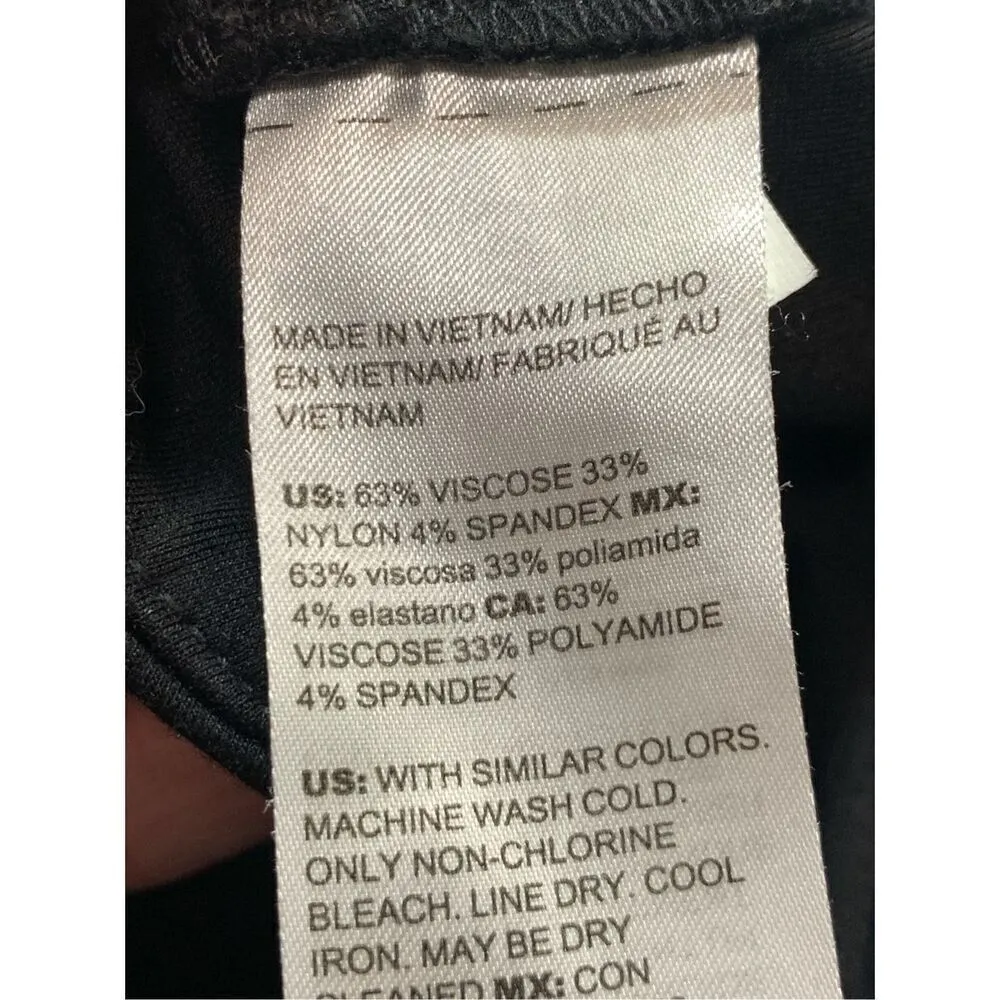 MADE IN VIETNAM/ HECHO
EN VIETNAM/ FABRIQUÉ AU
VIETNAM
US: 63% VISCOSE 33%
NYLON 4% SPANDEX MX:
63% viscosa 33% poliamida
4% elastano CA: 63%
VISCOSE 33% POLYAMIDE
4% SPANDEX
US: WITH SIMILAR COLORS.
MACHINE WASH COLD.
ONLY NON-CHLORINE
BLEACH. LINE DRY. COOL
IRON. MAY BE DRY
CLEANED MX: CON